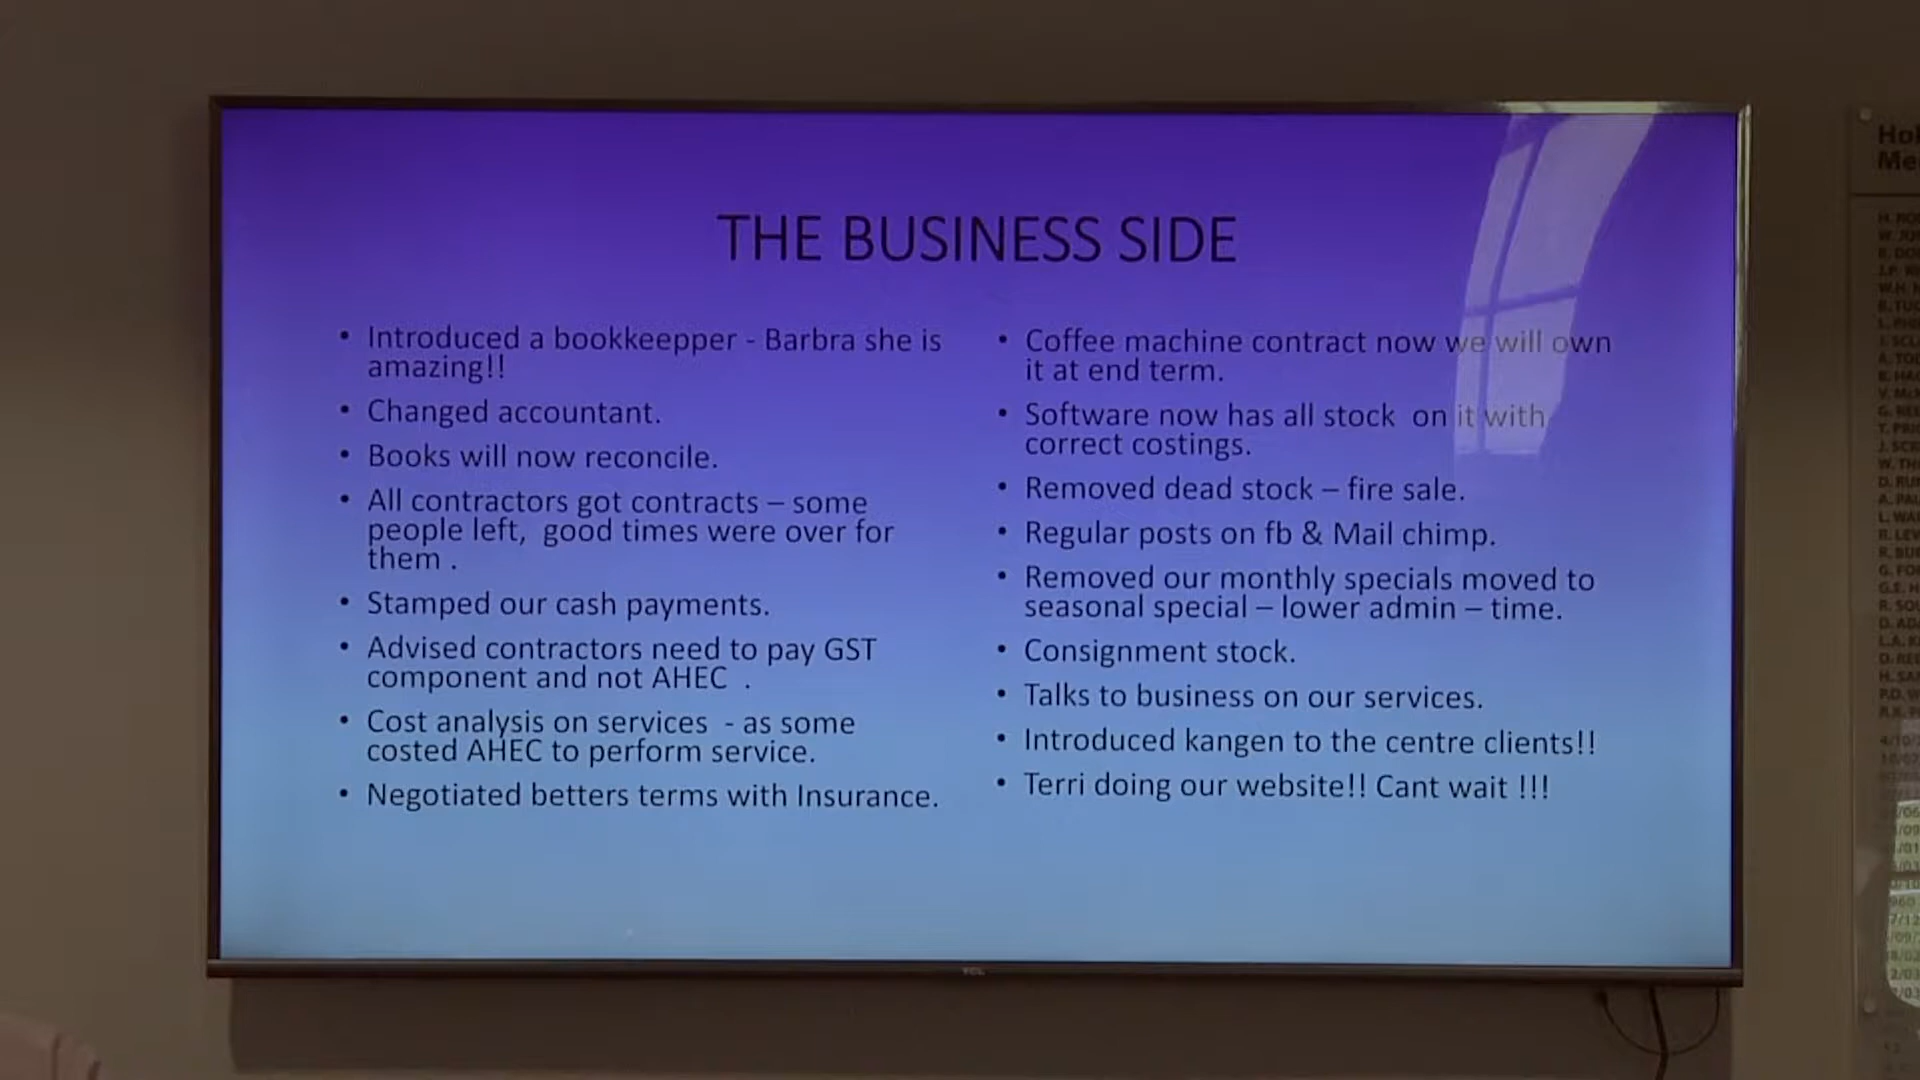 THE BUSINESS SIDE
• Introduced a bookkeepper - Barbra she is
amazing!!
• Changed accountant.
• Books will now reconcile.
• All contractors got contracts – some
people left, good times were over for
them .
• Stamped our cash payments.
• Advised contractors need to pay GST
component and not AHEC .
• Cost analysis on services - as some
costed AHEC to perform service.
• Negotiated betters terms with Insurance.
• Coffee machine contract now we will own
it at end term.
• Software now has all stock on it with
correct costings.
• Removed dead stock – fire sale.
• Regular posts on fb & Mail chimp.
• Removed our monthly specials moved to
seasonal special – lower admin – time.
• Consignment stock.
• Talks to business on our services.
• Introduced kangen to the centre clients!!
• Terri doing our website!! Cant wait !!!
TCL